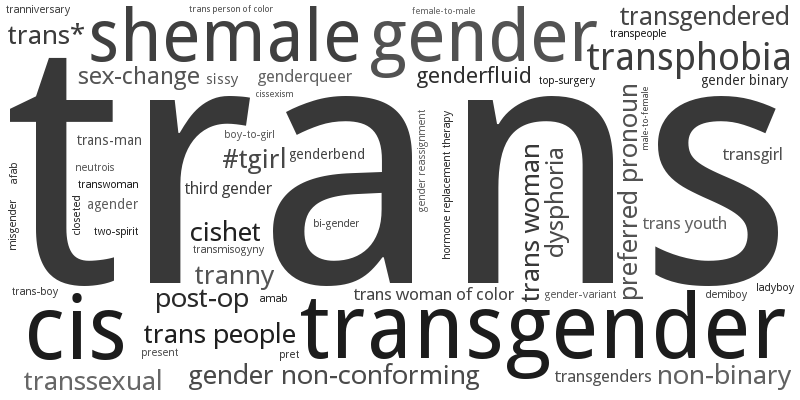 tranniversary
trans person of color
female-to-male
transgendered
trans*
shemale
gender
transpeople
transphobia
sex-change
sissy
genderqueer
genderfluid
top-surgery
gender binary
cissexism
trans
male-to-female
preferred pronoun
gender reassignment
hormone replacement therapy
boy-to-girl
trans-man
#tgirl
genderbend
trans woman
dysphoria
transgirl
neutrois
afab
transwoman
third gender
agender
closeted
misgender
two-spirit
cishet
bi-gender
trans youth
transmisogyny
tranny
trans-boy
post-op
amab
trans woman of color
gender-variant
demiboy
ladyboy
cis
trans people
transgender
present
pret
transsexual
gender non-conforming
transgenders
non-binary